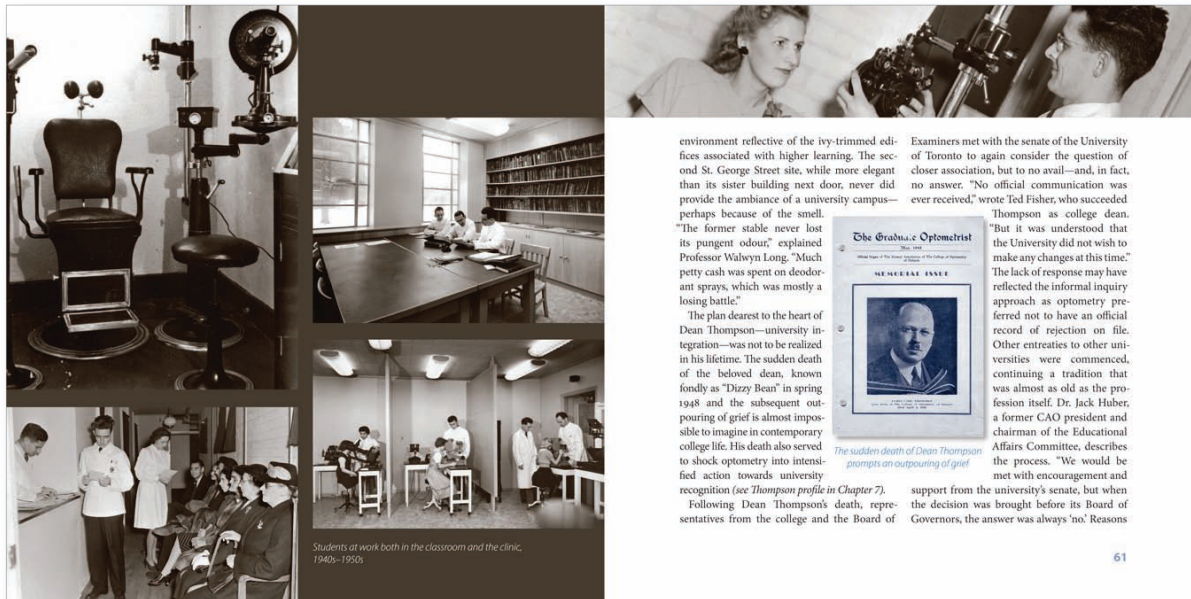 Students at work both in the classroom and the clinic,
1940s–1950s
environment reflective of the ivy-trimmed edi-
fices associated with higher learning. The sec-
ond St. George Street site, while more elegant
than its sister building next door, never did
provide the ambiance of a university campus—
perhaps because of the smell.
“The former stable never lost
its pungent odour,” explained
Professor Walwyn Long. “Much
petty cash was spent on deodor-
ant sprays, which was mostly a
losing battle.”
The plan dearest to the heart of
Dean Thompson—university in-
tegration—was not to be realized
in his lifetime. The sudden death
of the beloved dean, known
fondly as “Dizzy Bean” in spring
1948 and the subsequent out-
pouring of grief is almost impos-
sible to imagine in contemporary
college life. His death also served
to shock optometry into intensi-
fied action towards university
recognition (see Thompson profile in Chapter 7).
Following Dean Thompson’s death, repre-
sentatives from the college and the Board of
The Graduate Optometrist
MEMORIAL ISSUE
The sudden death of Dean Thompson
prompts an outpouring of grief
Examiners met with the senate of the University
of Toronto to again consider the question of
closer association, but to no avail—and, in fact,
no answer. “No official communication was
ever received,” wrote Ted Fisher, who succeeded
Thompson as college dean.
“But it was understood that
the University did not wish to
make any changes at this time.”
The lack of response may have
reflected the informal inquiry
approach as optometry pre-
ferred not to have an official
record of rejection on file.
Other entreaties to other uni-
versities were commenced,
continuing a tradition that
was almost as old as the pro-
fession itself. Dr. Jack Huber,
a former CAO president and
chairman of the Educational
Affairs Committee, describes
the process. “We would be
met with encouragement and
support from the university’s senate, but when
the decision was brought before its Board of
Governors, the answer was always ‘no.’ Reasons
61